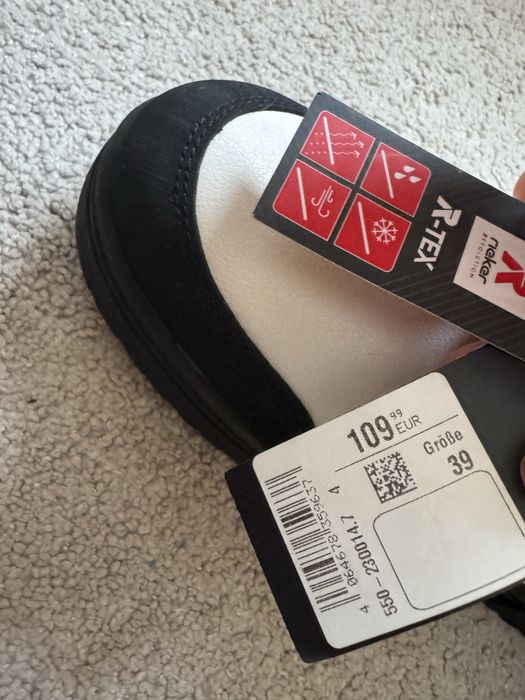 R-TEX
R
rieker
REVOLUTION
109 99 EUR
Größe
39
4 064678 359637
550-230014.7 4